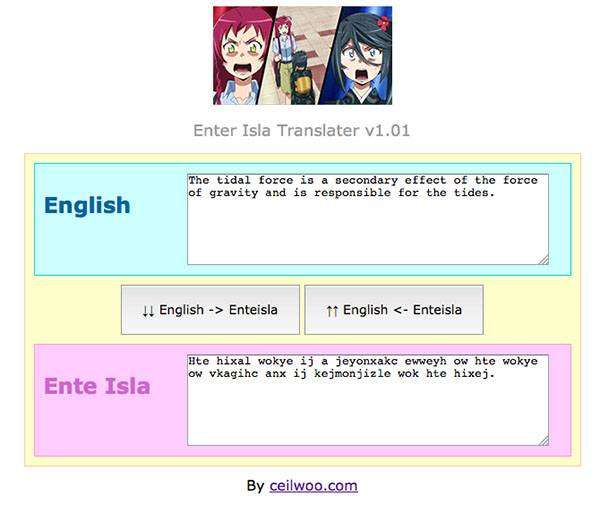 Enter Isla Translater v1.01
English
The tidal force is a secondary effect of the force
of gravity and is responsible for the tides.
↓↓ English -> Enteisla
↑↑ English <- Enteisla
Ente Isla
Hte hixal wokye ij a jeyonxakc ewweyh ow hte wokye
ow vkagihc anx ij kejmonjizle wok hte hixej.
By ceilwoo.com